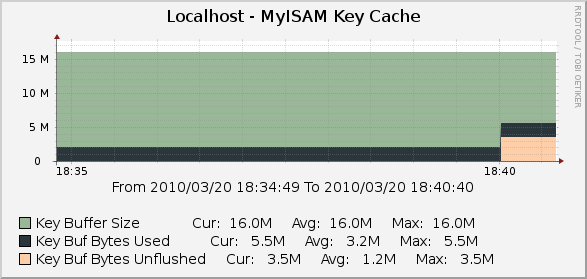 Localhost - MyISAM Key Cache
RRDTOOL / TOBI OETIKER
15 M
10 M
5 M
0
18:35 18:40
From 2010/03/20 18:34:49 To 2010/03/20 18:40:40
Key Buffer Size Cur: 16.0M Avg: 16.0M Max: 16.0M
Key Buf Bytes Used Cur: 5.5M Avg: 3.2M Max: 5.5M
Key Buf Bytes Unflushed Cur: 3.5M Avg: 1.2M Max: 3.5M